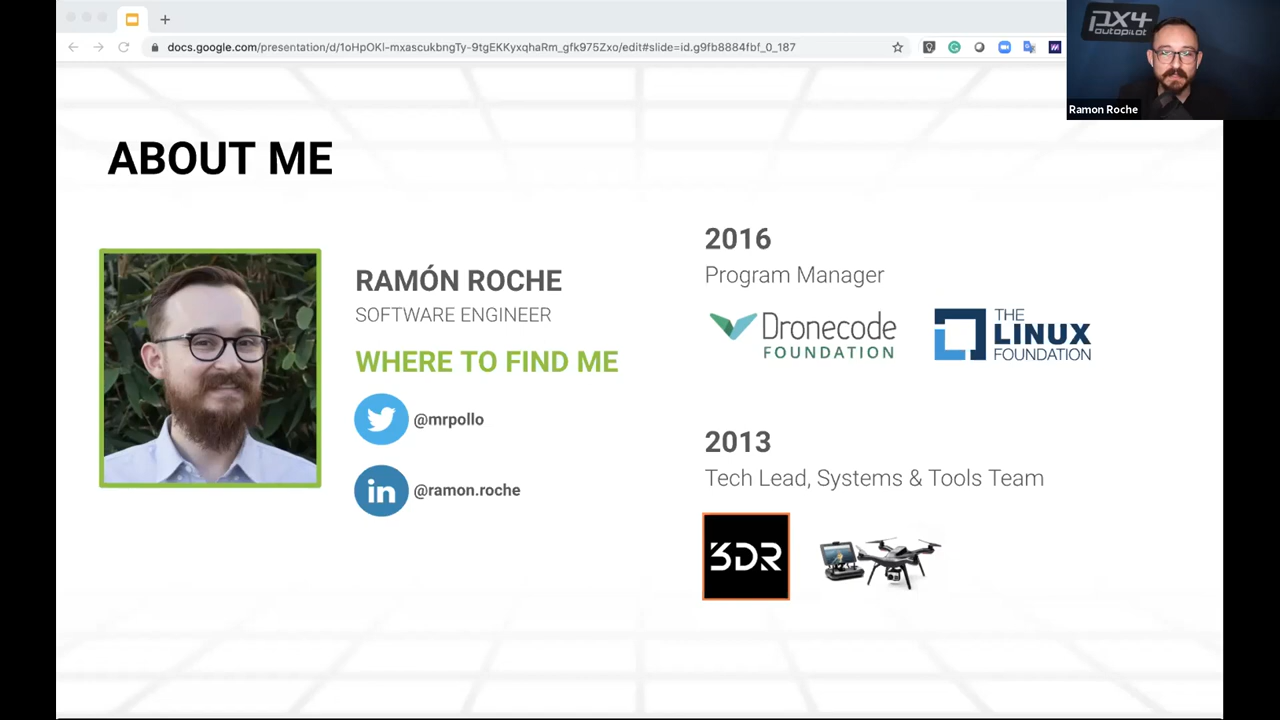 docs.google.com/presentation/d/1oHpOKl-mxascukbngTy-9tgEKKyxqhaRm_gfk975Zxo/edit#slide=id.g9fb8884fbf_0_187
px4
autopilot
Ramon Roche
ABOUT ME
RAMÓN ROCHE
SOFTWARE ENGINEER
WHERE TO FIND ME
@mrpollo
in
@ramon.roche
2016
Program Manager
Dronecode
FOUNDATION
THE
LINUX
FOUNDATION
2013
Tech Lead, Systems & Tools Team
3DR